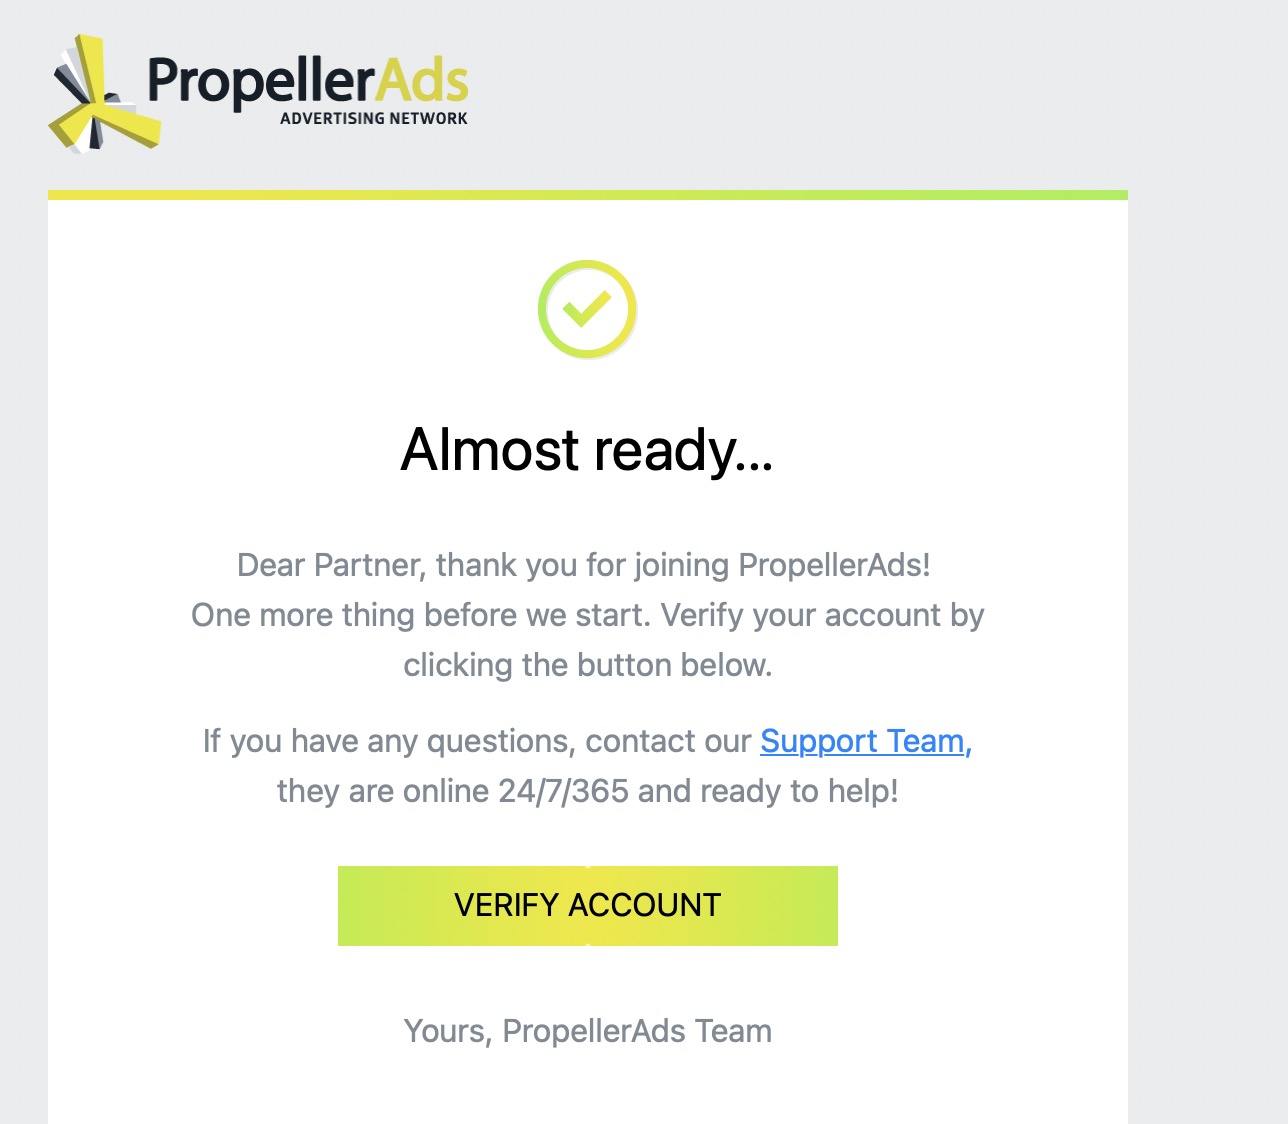 PropellerAds
ADVERTISING NETWORK
Almost ready...
Dear Partner, thank you for joining PropellerAds!
One more thing before we start. Verify your account by
clicking the button below.
If you have any questions, contact our Support Team,
they are online 24/7/365 and ready to help!
VERIFY ACCOUNT
Yours, PropellerAds Team